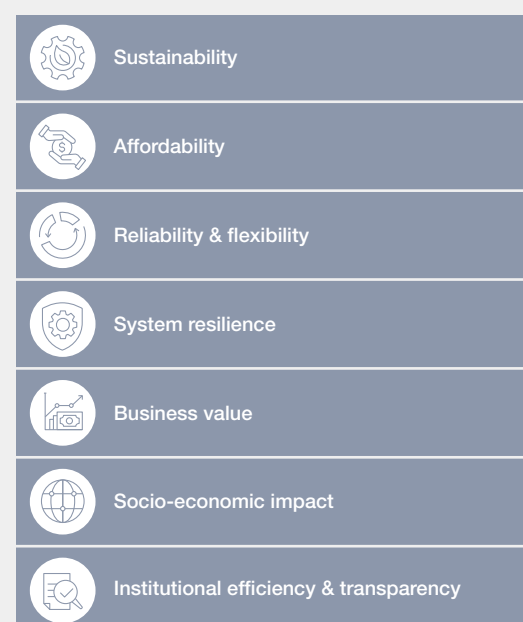 Sustainability
$
Affordability
Reliability & flexibility
System resilience
Business value
Socio-economic impact
Institutional efficiency & transparency